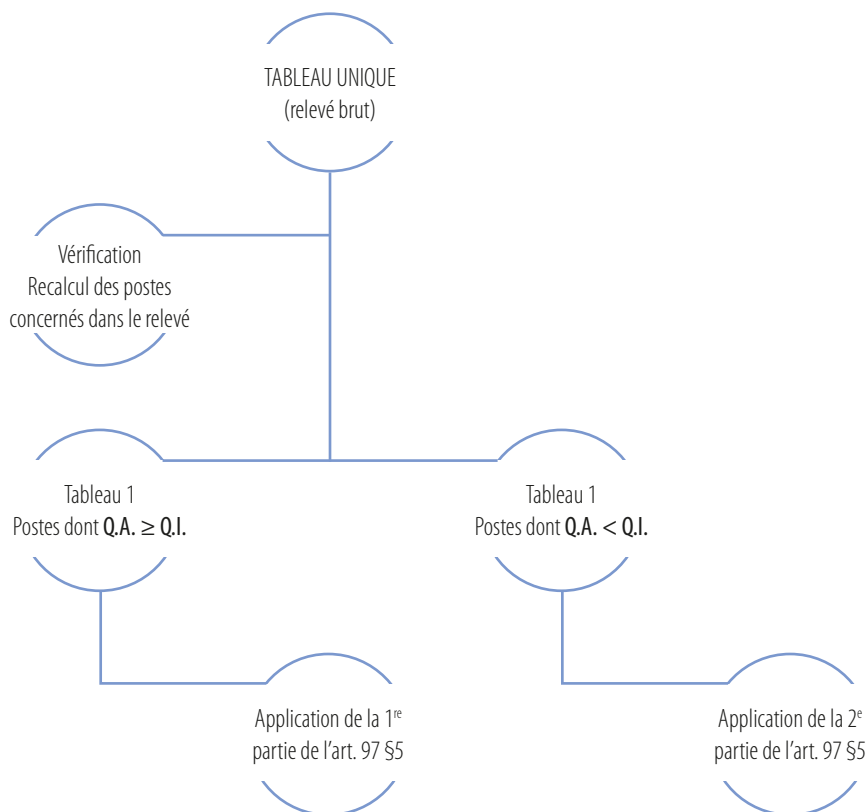 TABLEAU UNIQUE
(relevé brut)
Vérification
Recalcul des postes
concernés dans le relevé
Tableau 1
Postes dont Q.A. ≥ Q.I.
Tableau 1
Postes dont Q.A. < Q.I.
Application de la 1re
partie de l’art. 97 §5
Application de la 2e
partie de l’art. 97 §5